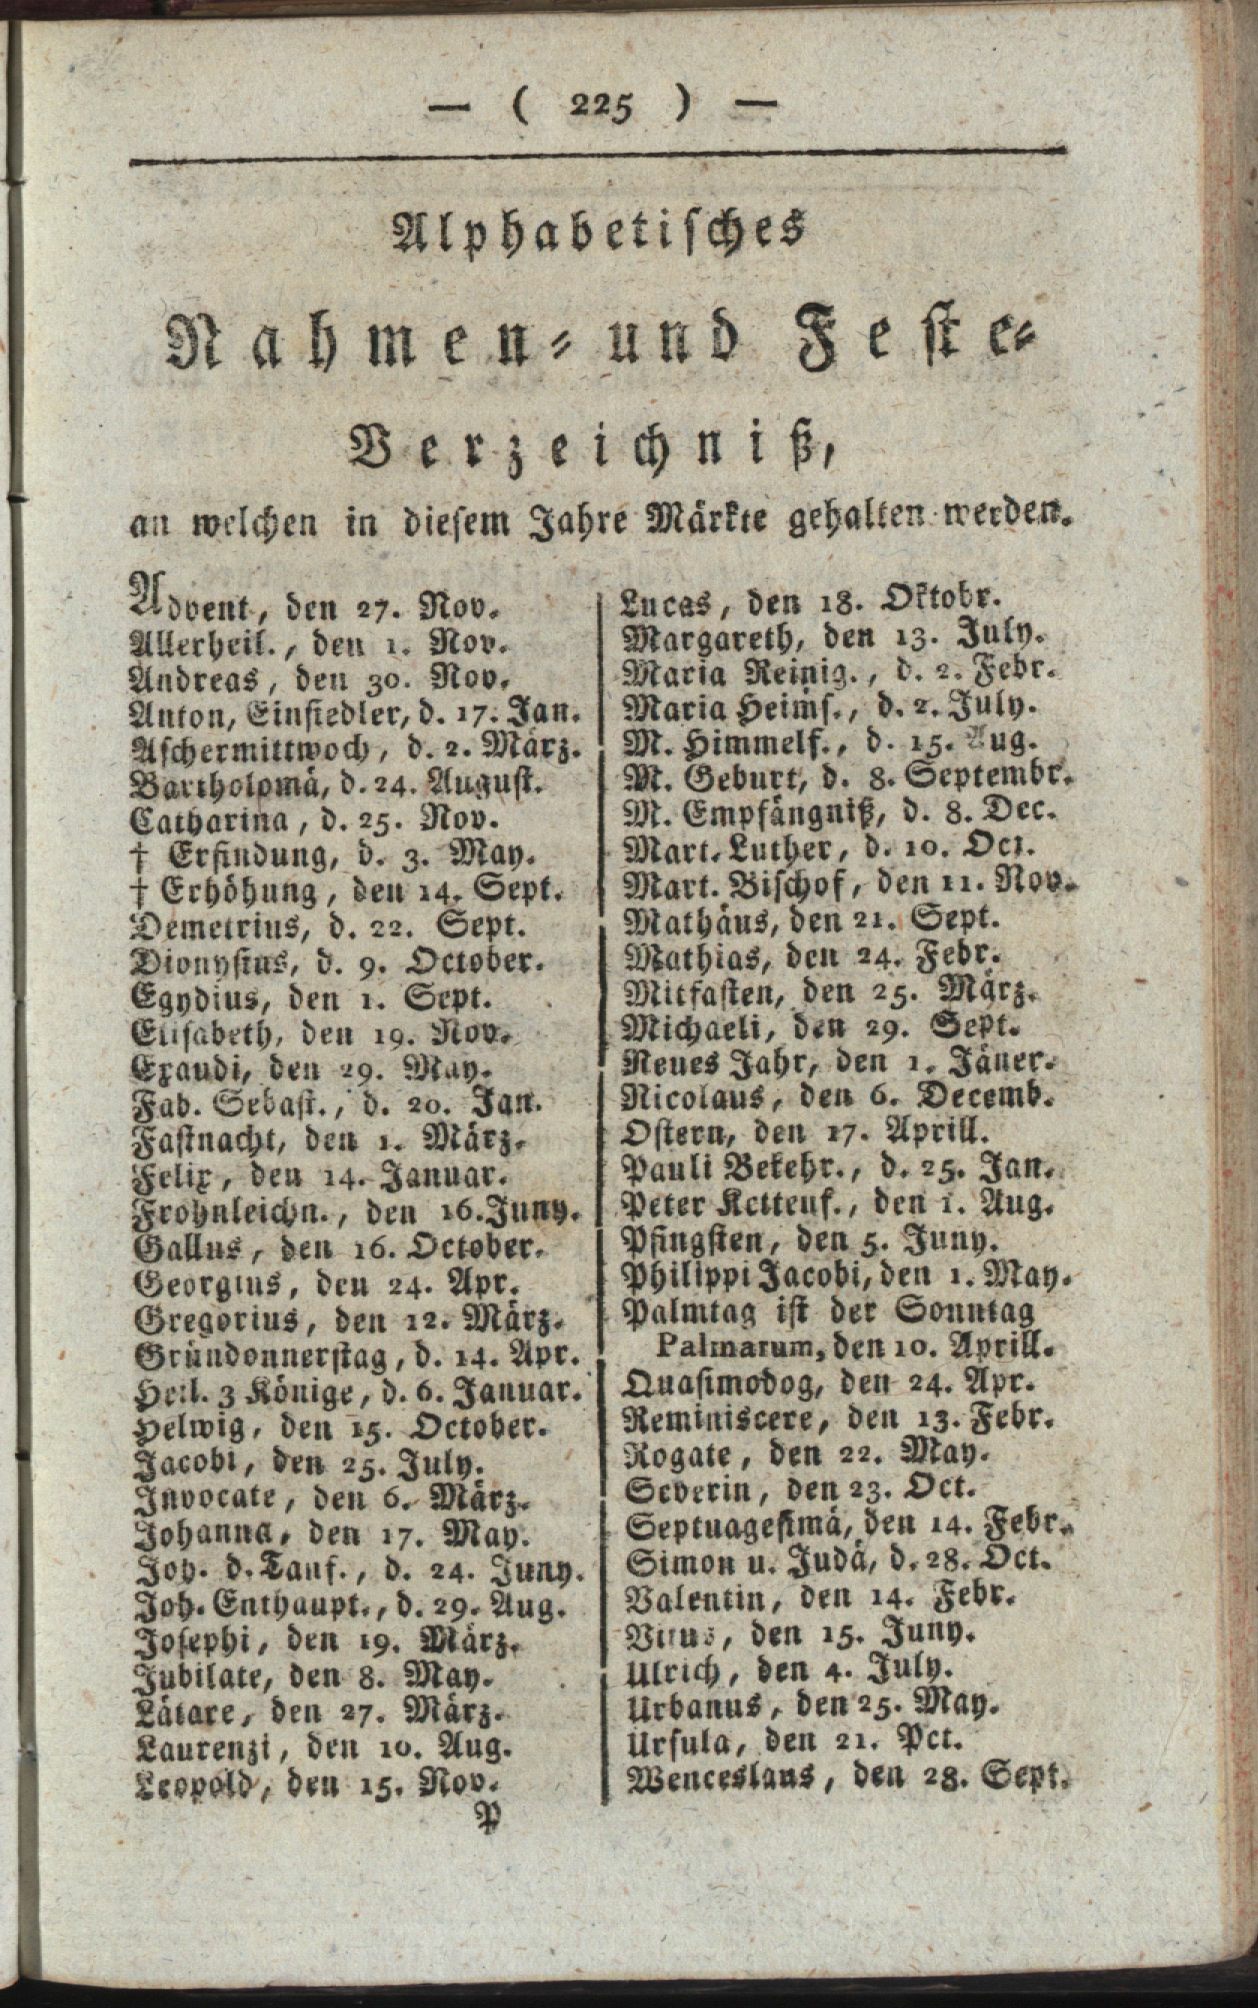 — ( 225 ) —
Alphabetisches
Nahmen- und Feste-
Verzeichniß,
an welchen in diesem Jahre Märkte gehalten werden.
Advent, den 27. Nov.
Allerheil., den 1. Nov.
Andreas, den 30. Nov.
Anton, Einsiedler, d. 17. Jan.
Aschermittwoch, d. 2. März.
Bartholomä, d. 24. August.
Catharina, d. 25. Nov.
† Erfindung, d. 3. May.
† Erhöhung, den 14. Sept.
Demetrius, d. 22. Sept.
Dionysius, d. 9. October.
Egydius, den 1. Sept.
Elisabeth, den 19. Nov.
Exaudi, den 29. May.
Fab. Sebast., d. 20. Jan.
Fastnacht, den 1. März.
Felix, den 14. Januar.
Frohnleichn., den 16. Juny.
Gallus, den 16. October.
Georgius, den 24. Apr.
Gregorius, den 12. März.
Gründonnerstag, d. 14. Apr.
Heil. 3 Könige, d. 6. Januar.
Helwig, den 15. October.
Jacobi, den 25. July.
Invocate, den 6. März.
Johanna, den 17. May.
Joh. d. Tauf., d. 24. Juny.
Joh. Enthaupt., d. 29. Aug.
Josephi, den 19. März.
Jubilate, den 8. May.
Lätare, den 27. März.
Laurenzi, den 10. Aug.
Leopold, den 15. Nov.
Lucas, den 18. Oktobr.
Margareth, den 13. July.
Maria Reinig., d. 2. Febr.
Maria Heims., d. 2. July.
M. Himmelf., d. 15. Aug.
M. Geburt, d. 8. Septembr.
M. Empfängniß, d. 8. Dec.
Mart. Luther, d. 10. Oct.
Mart. Bischof, den 11. Nov.
Mathäus, den 21. Sept.
Mathias, den 24. Febr.
Mitfasten, den 25. März.
Michaeli, den 29. Sept.
Neues Jahr, den 1. Jäner.
Nicolaus, den 6. Decemb.
Ostern, den 17. Aprill.
Pauli Bekehr., d. 25. Jan.
Peter Kettenf., den 1. Aug.
Pfingsten, den 5. Juny.
Philippi Jacobi, den 1. May.
Palmtag ist der Sonntag
Palmarum, den 10. Aprill.
Quasimodog, den 24. Apr.
Reminiscere, den 13. Febr.
Rogate, den 22. May.
Severin, den 23. Oct.
Septuagesimä, den 14. Febr.
Simon u. Judä, d. 28. Oct.
Valentin, den 14. Febr.
Vitus, den 15. Juny.
Ulrich, den 4. July.
Urbanus, den 25. May.
Ursula, den 21. Pct.
Wenceslaus, den 28. Sept.
P